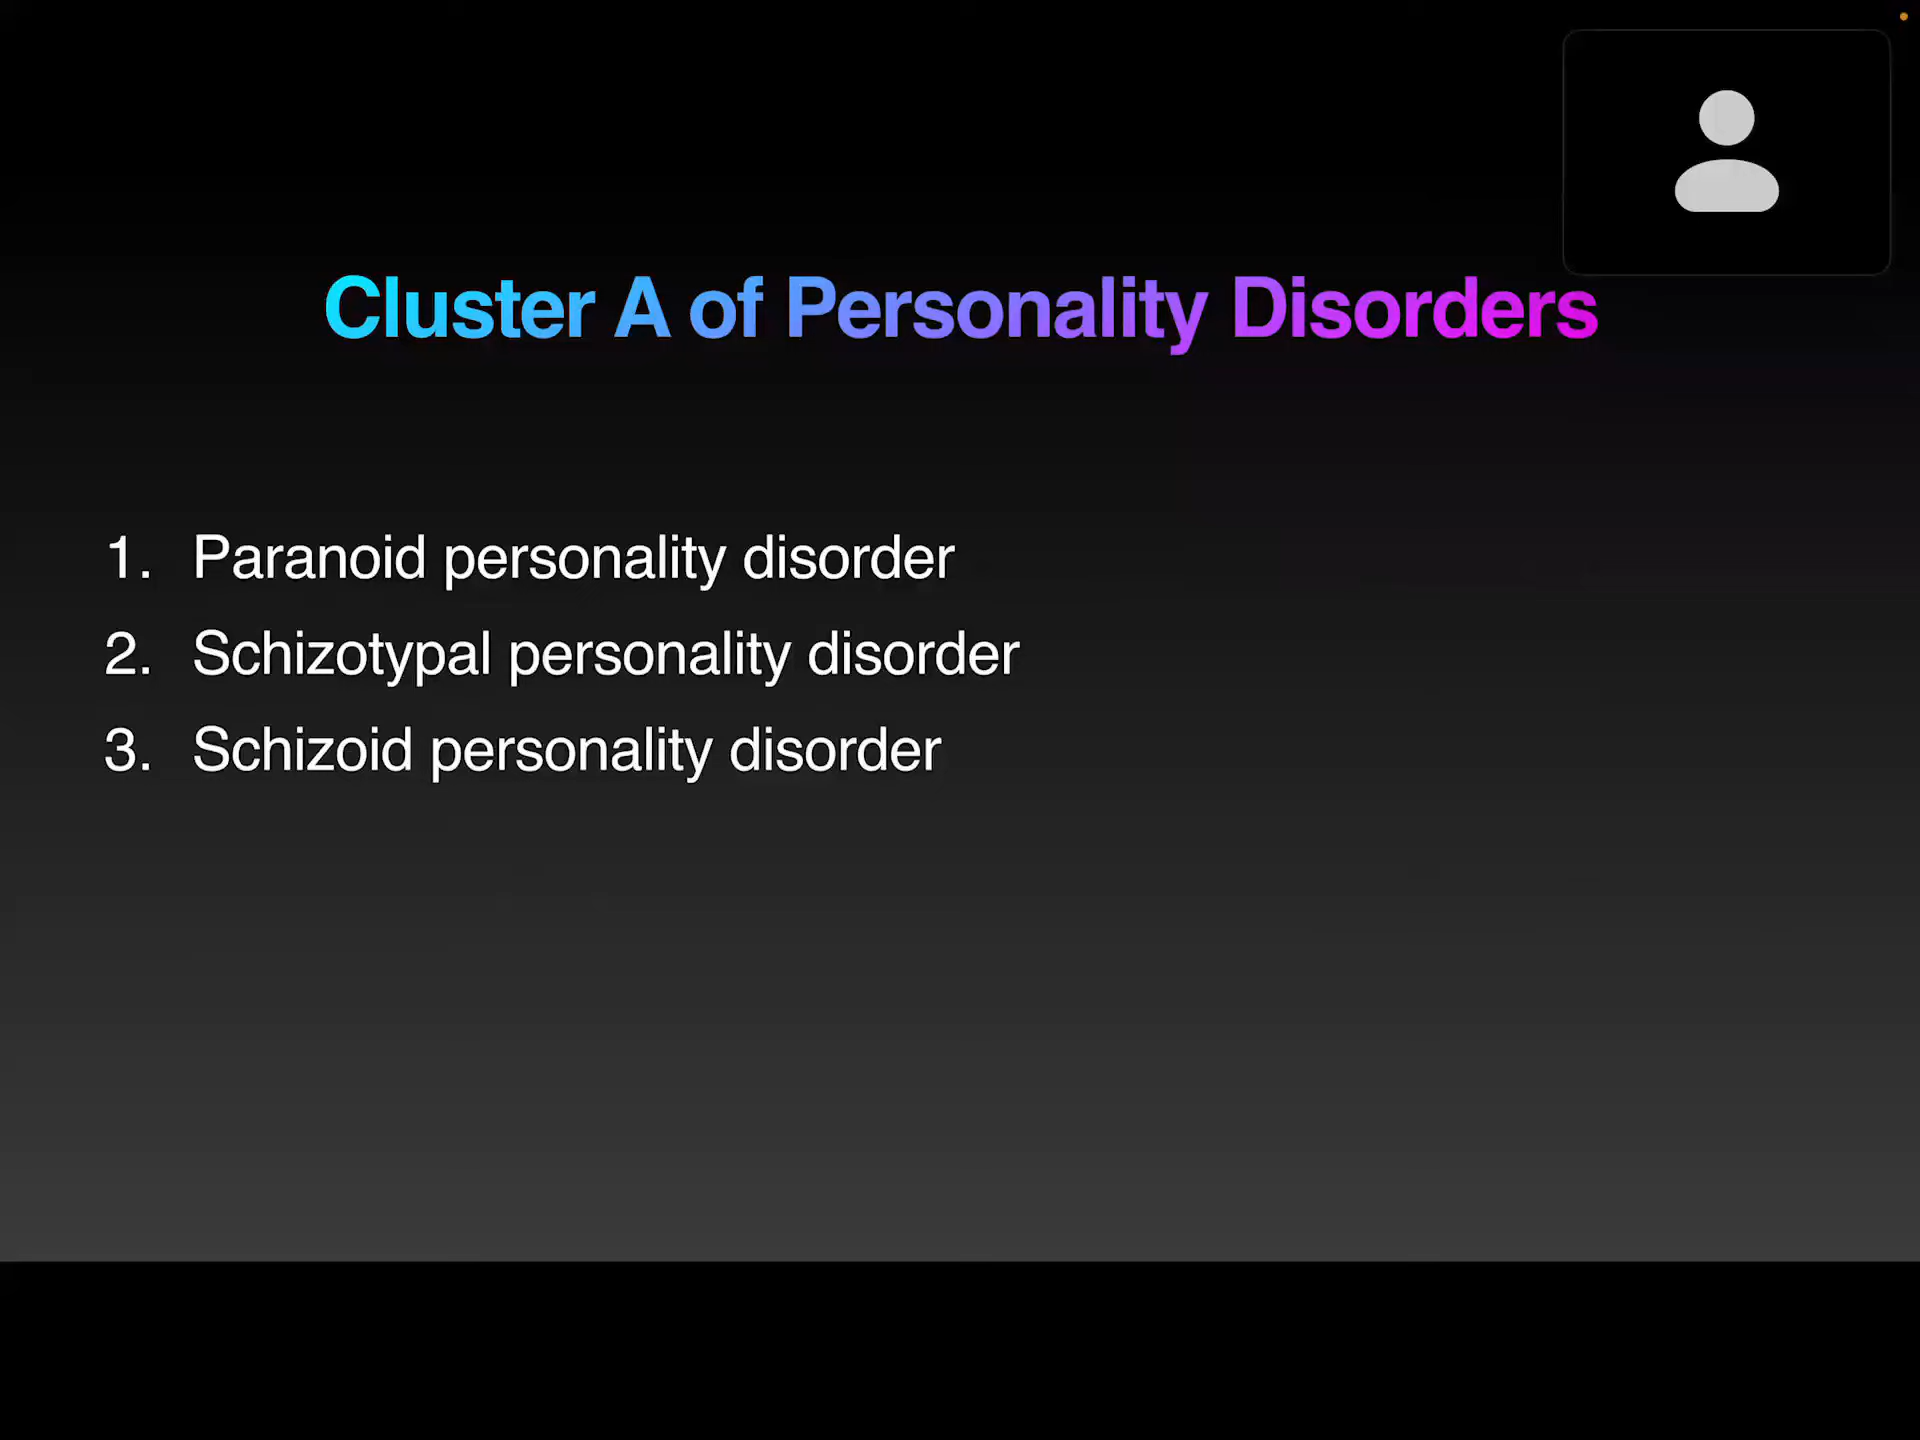 Cluster A of Personality Disorders
1. Paranoid personality disorder
2. Schizotypal personality disorder
3. Schizoid personality disorder